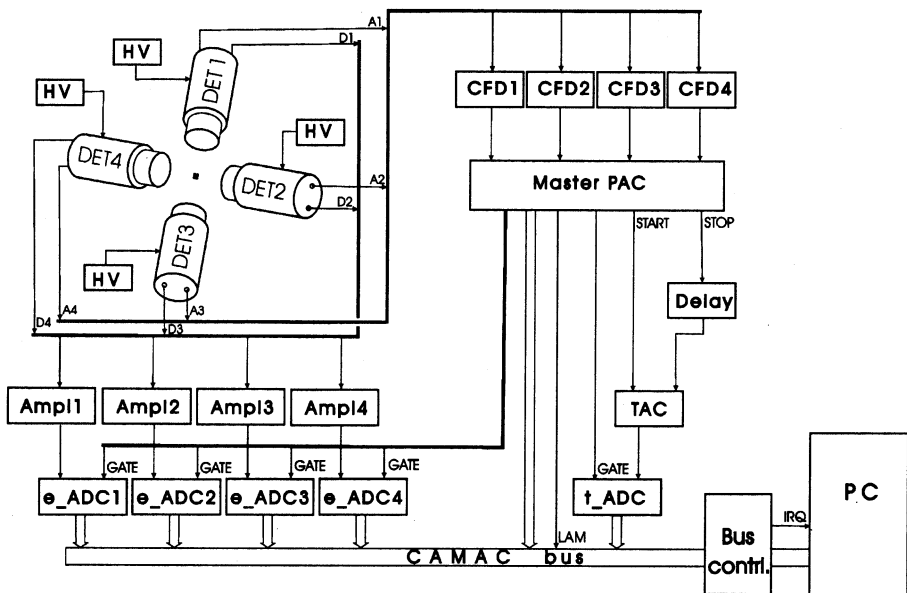 A1
D1
HV
DET1
HV
HV
DET4
DET2
A2
D2
DET3
HV
A4
A3
D4
D3
CFD1 CFD2 CFD3 CFD4
Master PAC
START STOP
Delay
TAC
Ampl1 Ampl2 Ampl3 Ampl4
GATE GATE GATE GATE GATE
e_ADC1 e_ADC2 e_ADC3 e_ADC4 t_ADC
PC
IRQ
LAM
CAMAC bus
Bus
contrl.